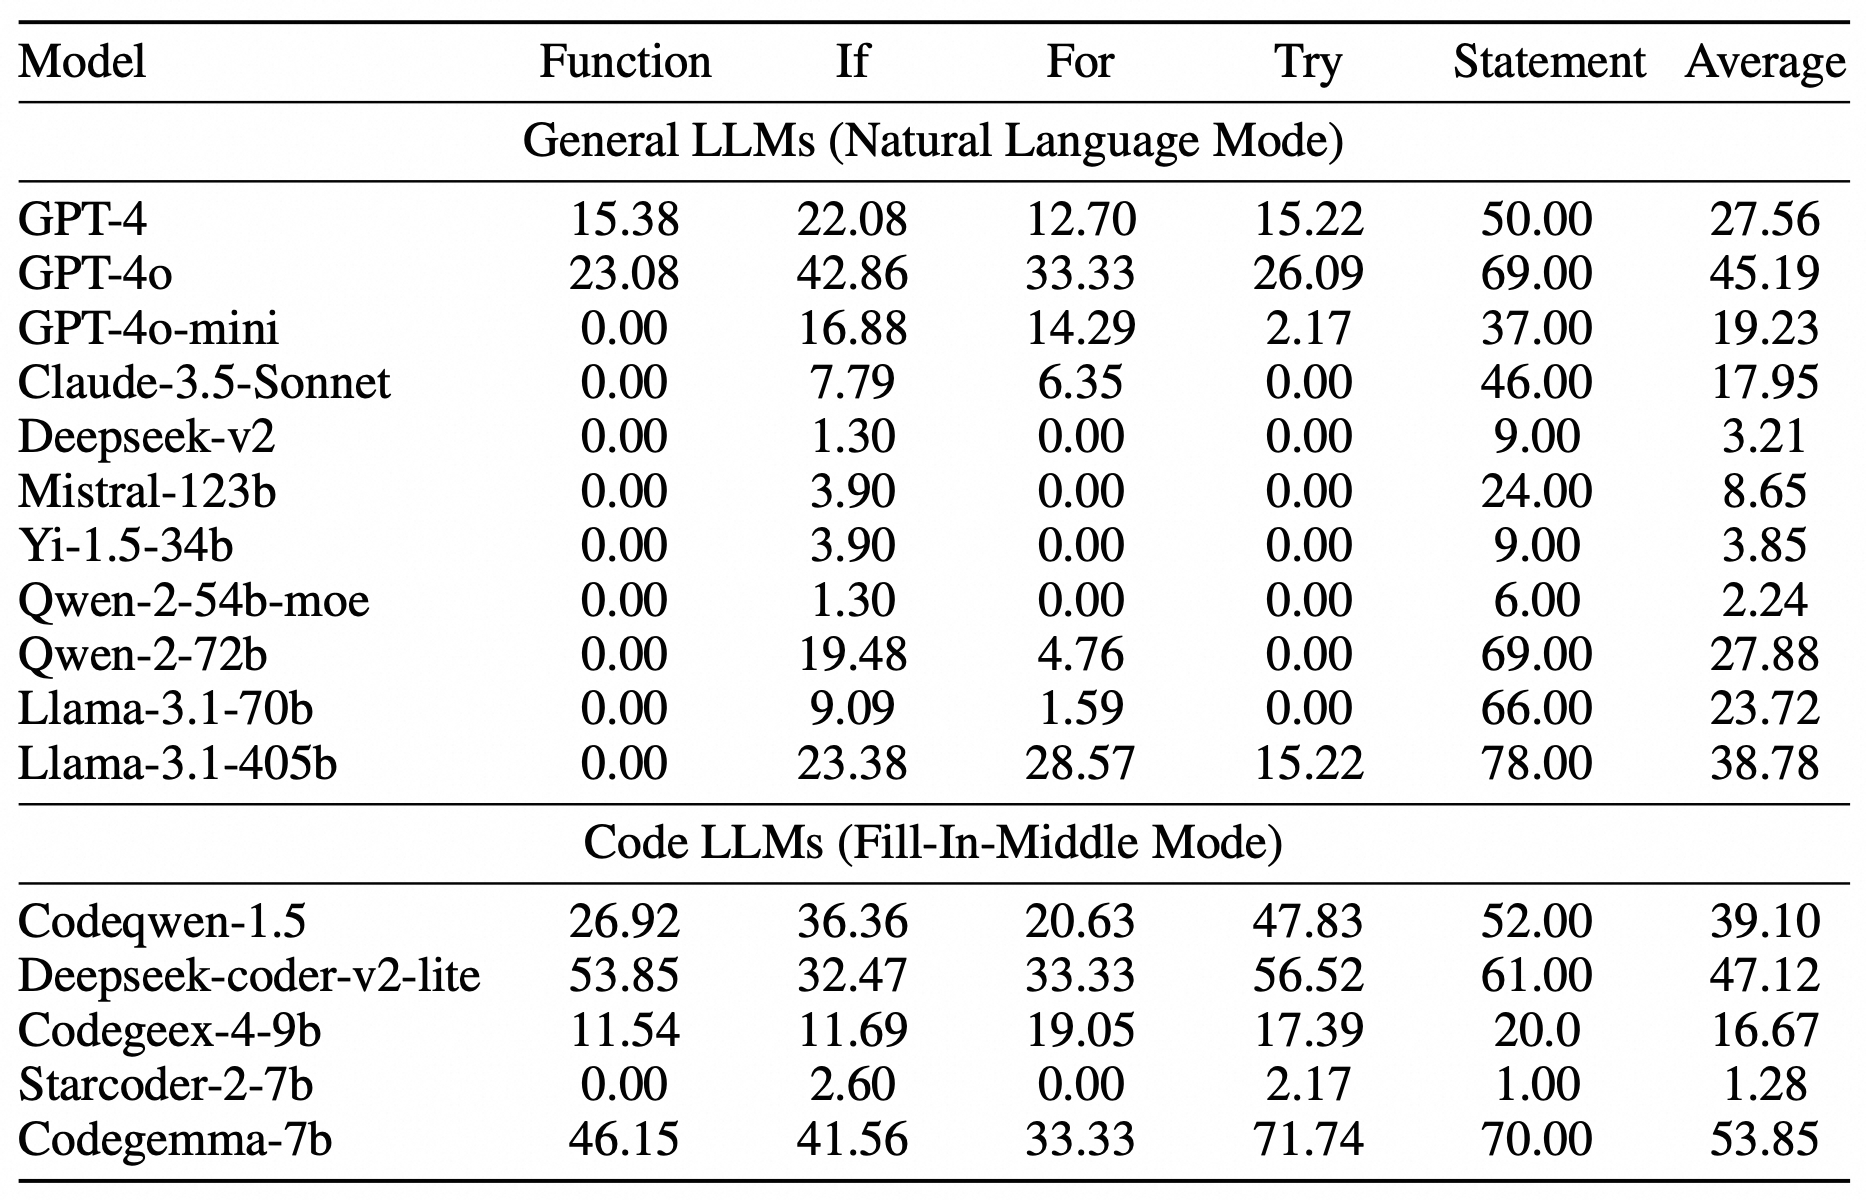 Model Function If For Try Statement Average
General LLMs (Natural Language Mode)
GPT-4 15.38 22.08 12.70 15.22 50.00 27.56
GPT-4o 23.08 42.86 33.33 26.09 69.00 45.19
GPT-4o-mini 0.00 16.88 14.29 2.17 37.00 19.23
Claude-3.5-Sonnet 0.00 7.79 6.35 0.00 46.00 17.95
Deepseek-v2 0.00 1.30 0.00 0.00 9.00 3.21
Mistral-123b 0.00 3.90 0.00 0.00 24.00 8.65
Yi-1.5-34b 0.00 3.90 0.00 0.00 9.00 3.85
Qwen-2-54b-moe 0.00 1.30 0.00 0.00 6.00 2.24
Qwen-2-72b 0.00 19.48 4.76 0.00 69.00 27.88
Llama-3.1-70b 0.00 9.09 1.59 0.00 66.00 23.72
Llama-3.1-405b 0.00 23.38 28.57 15.22 78.00 38.78
Code LLMs (Fill-In-Middle Mode)
Codeqwen-1.5 26.92 36.36 20.63 47.83 52.00 39.10
Deepseek-coder-v2-lite 53.85 32.47 33.33 56.52 61.00 47.12
Codegeex-4-9b 11.54 11.69 19.05 17.39 20.0 16.67
Starcoder-2-7b 0.00 2.60 0.00 2.17 1.00 1.28
Codegemma-7b 46.15 41.56 33.33 71.74 70.00 53.85